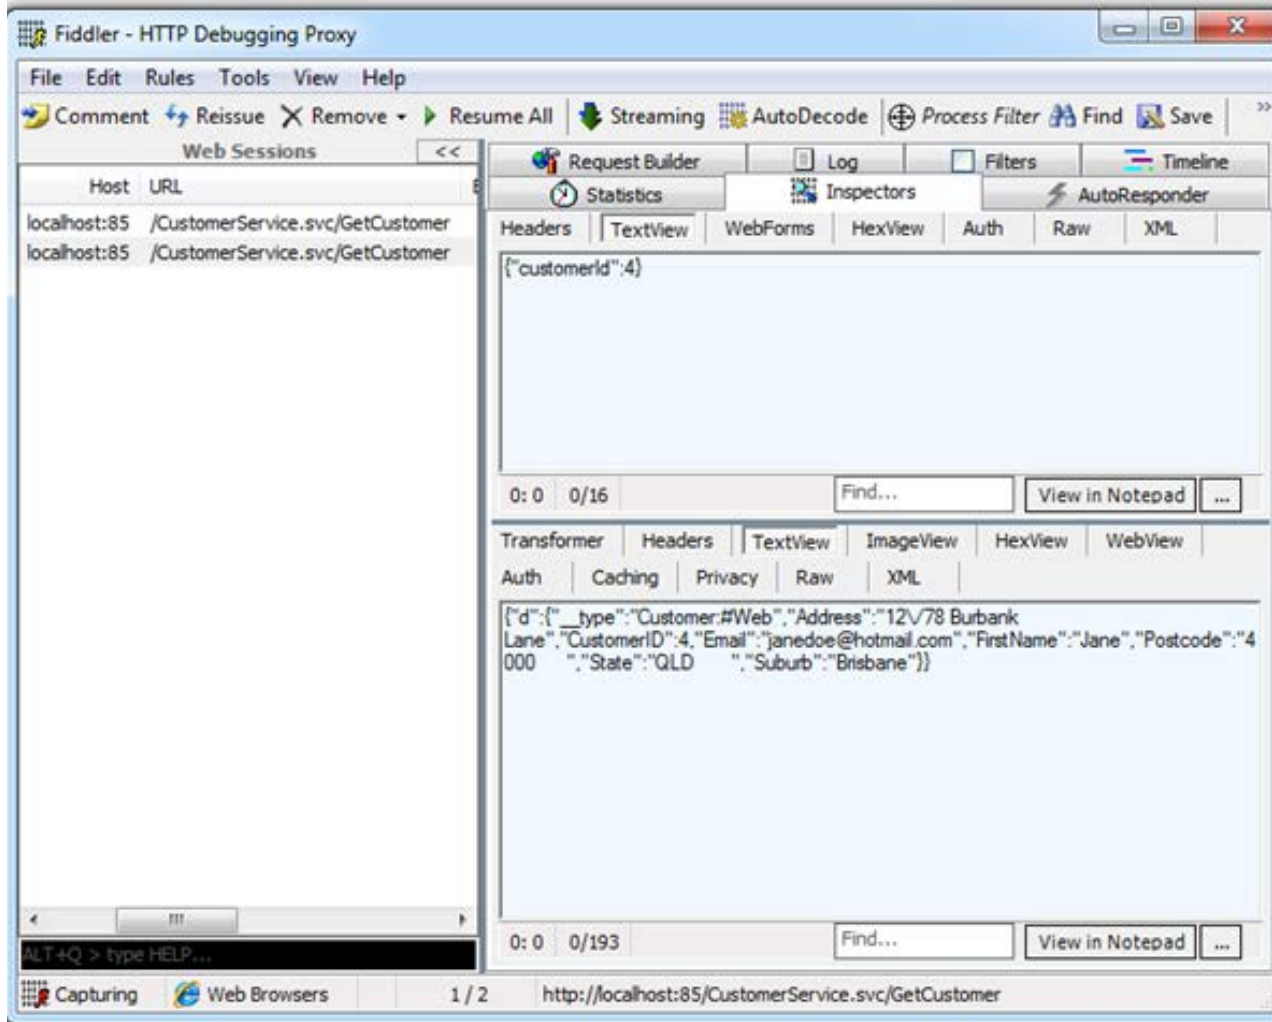 Fiddler - HTTP Debugging Proxy
File Edit Rules Tools View Help
Comment Reissue Remove Resume All Streaming AutoDecode Process Filter Find Save »
Web Sessions <<
Host URL
localhost:85 /CustomerService.svc/GetCustomer
localhost:85 /CustomerService.svc/GetCustomer
Request Builder Log Filters Timeline
Statistics Inspectors AutoResponder
Headers TextView WebForms HexView Auth Raw XML
{"customerId":4}
0: 0 0/16 Find... View in Notepad ...
Transformer Headers TextView ImageView HexView WebView
Auth Caching Privacy Raw XML
{"d":{"__type":"Customer:#Web","Address":"12\/78 Burbank
Lane","CustomerID":4,"Email":"janedoe@hotmail.com","FirstName":"Jane","Postcode":"4
000      ","State":"QLD       ","Suburb":"Brisbane"}}
0: 0 0/193 Find... View in Notepad ...
ALT+Q > type HELP...
Capturing Web Browsers 1 / 2 http://localhost:85/CustomerService.svc/GetCustomer